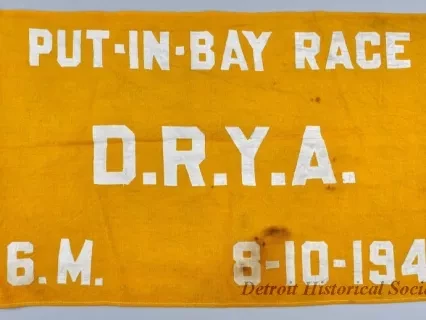 PUT-IN-BAY RACE
D.R.Y.A.
6.M. 8-10-194
Detroit Historical Soci